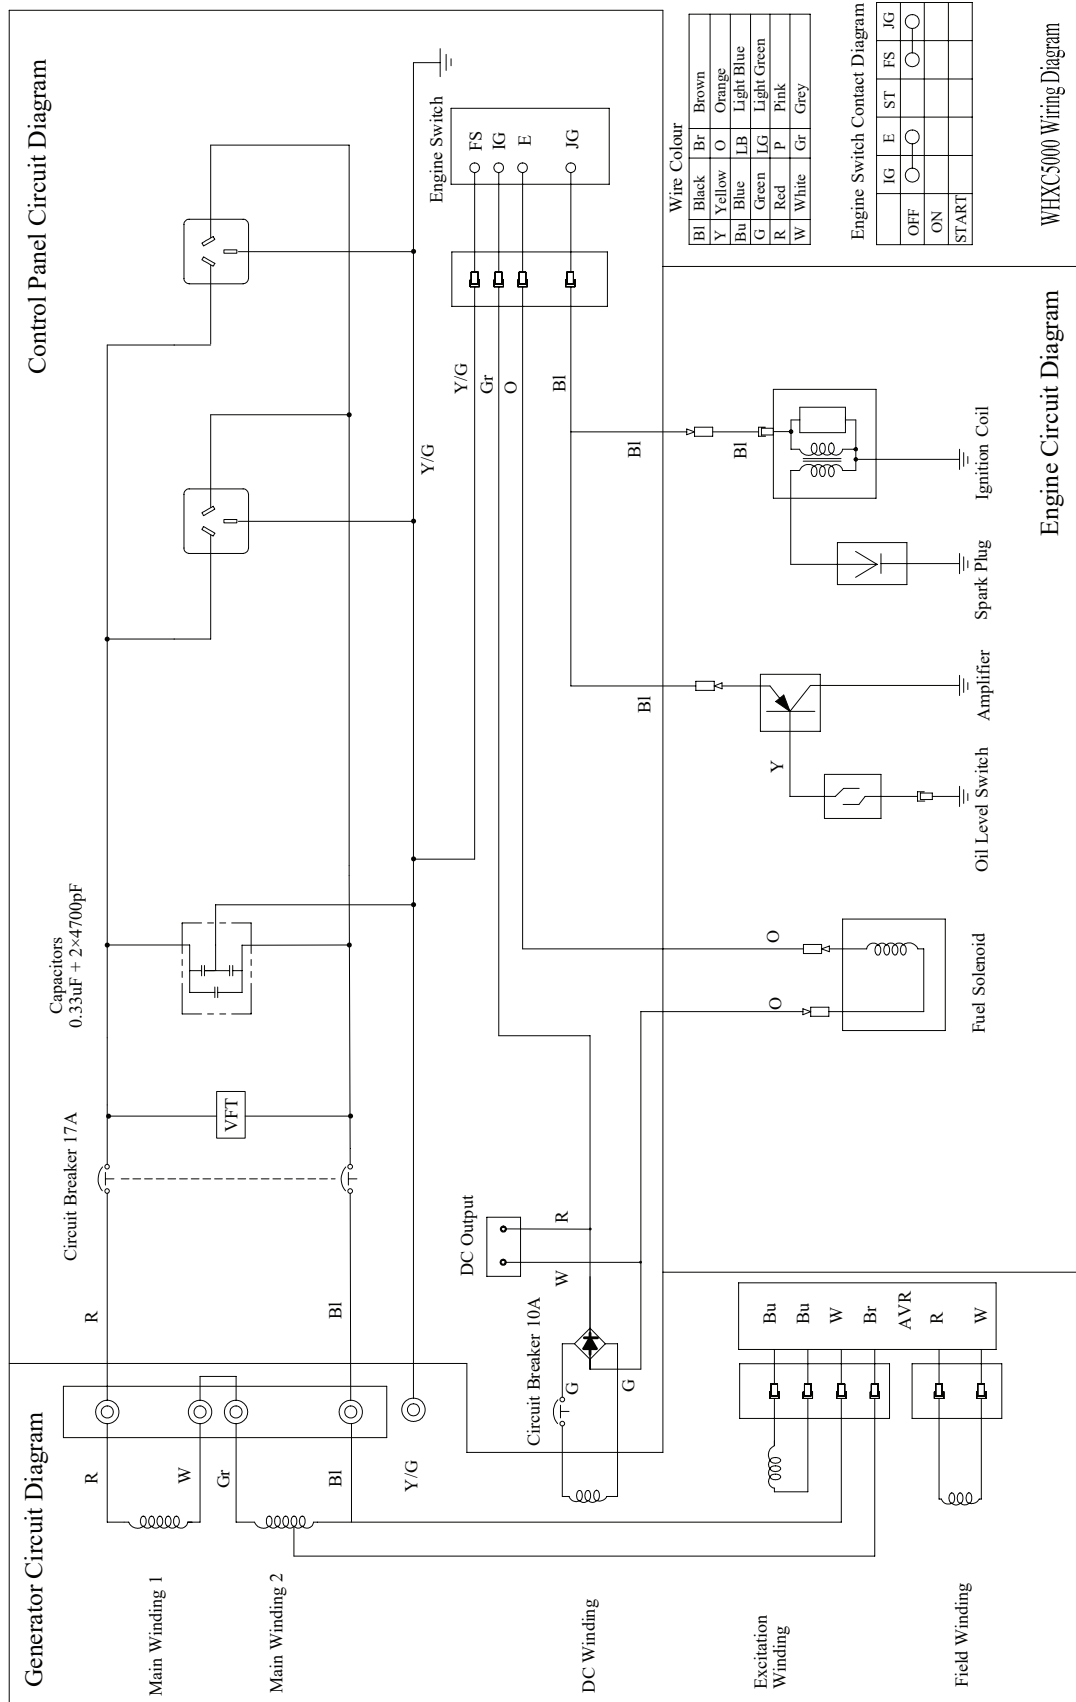 Generator Circuit Diagram
Control Panel Circuit Diagram
Capacitors
0.33uF + 2×4700pF
Circuit Breaker 17A
VFT
R
Bl
R
W
Gr
Bl
Y/G
Main Winding 1
Main Winding 2
DC Winding
Excitation
Winding
Field Winding
DC Output
W
R
Circuit Breaker 10A
G
G
Y/G
Engine Switch
FS
IG
E
JG
Y/G
Gr
O
Bl
Bl
Bl
Bl
Y
O
O
Bu
Bu
W
Br
AVR
R
W
Fuel Solenoid
Oil Level Switch
Amplifier
Spark Plug
Ignition Coil
Engine Circuit Diagram
Wire Colour
Bl Black Br Brown
Y Yellow O Orange
Bu Blue LB Light Blue
G Green LG Light Green
R Red P Pink
W White Gr Grey
Engine Switch Contact Diagram
IG E ST FS JG
OFF
ON
START
WHXC5000 Wiring Diagram